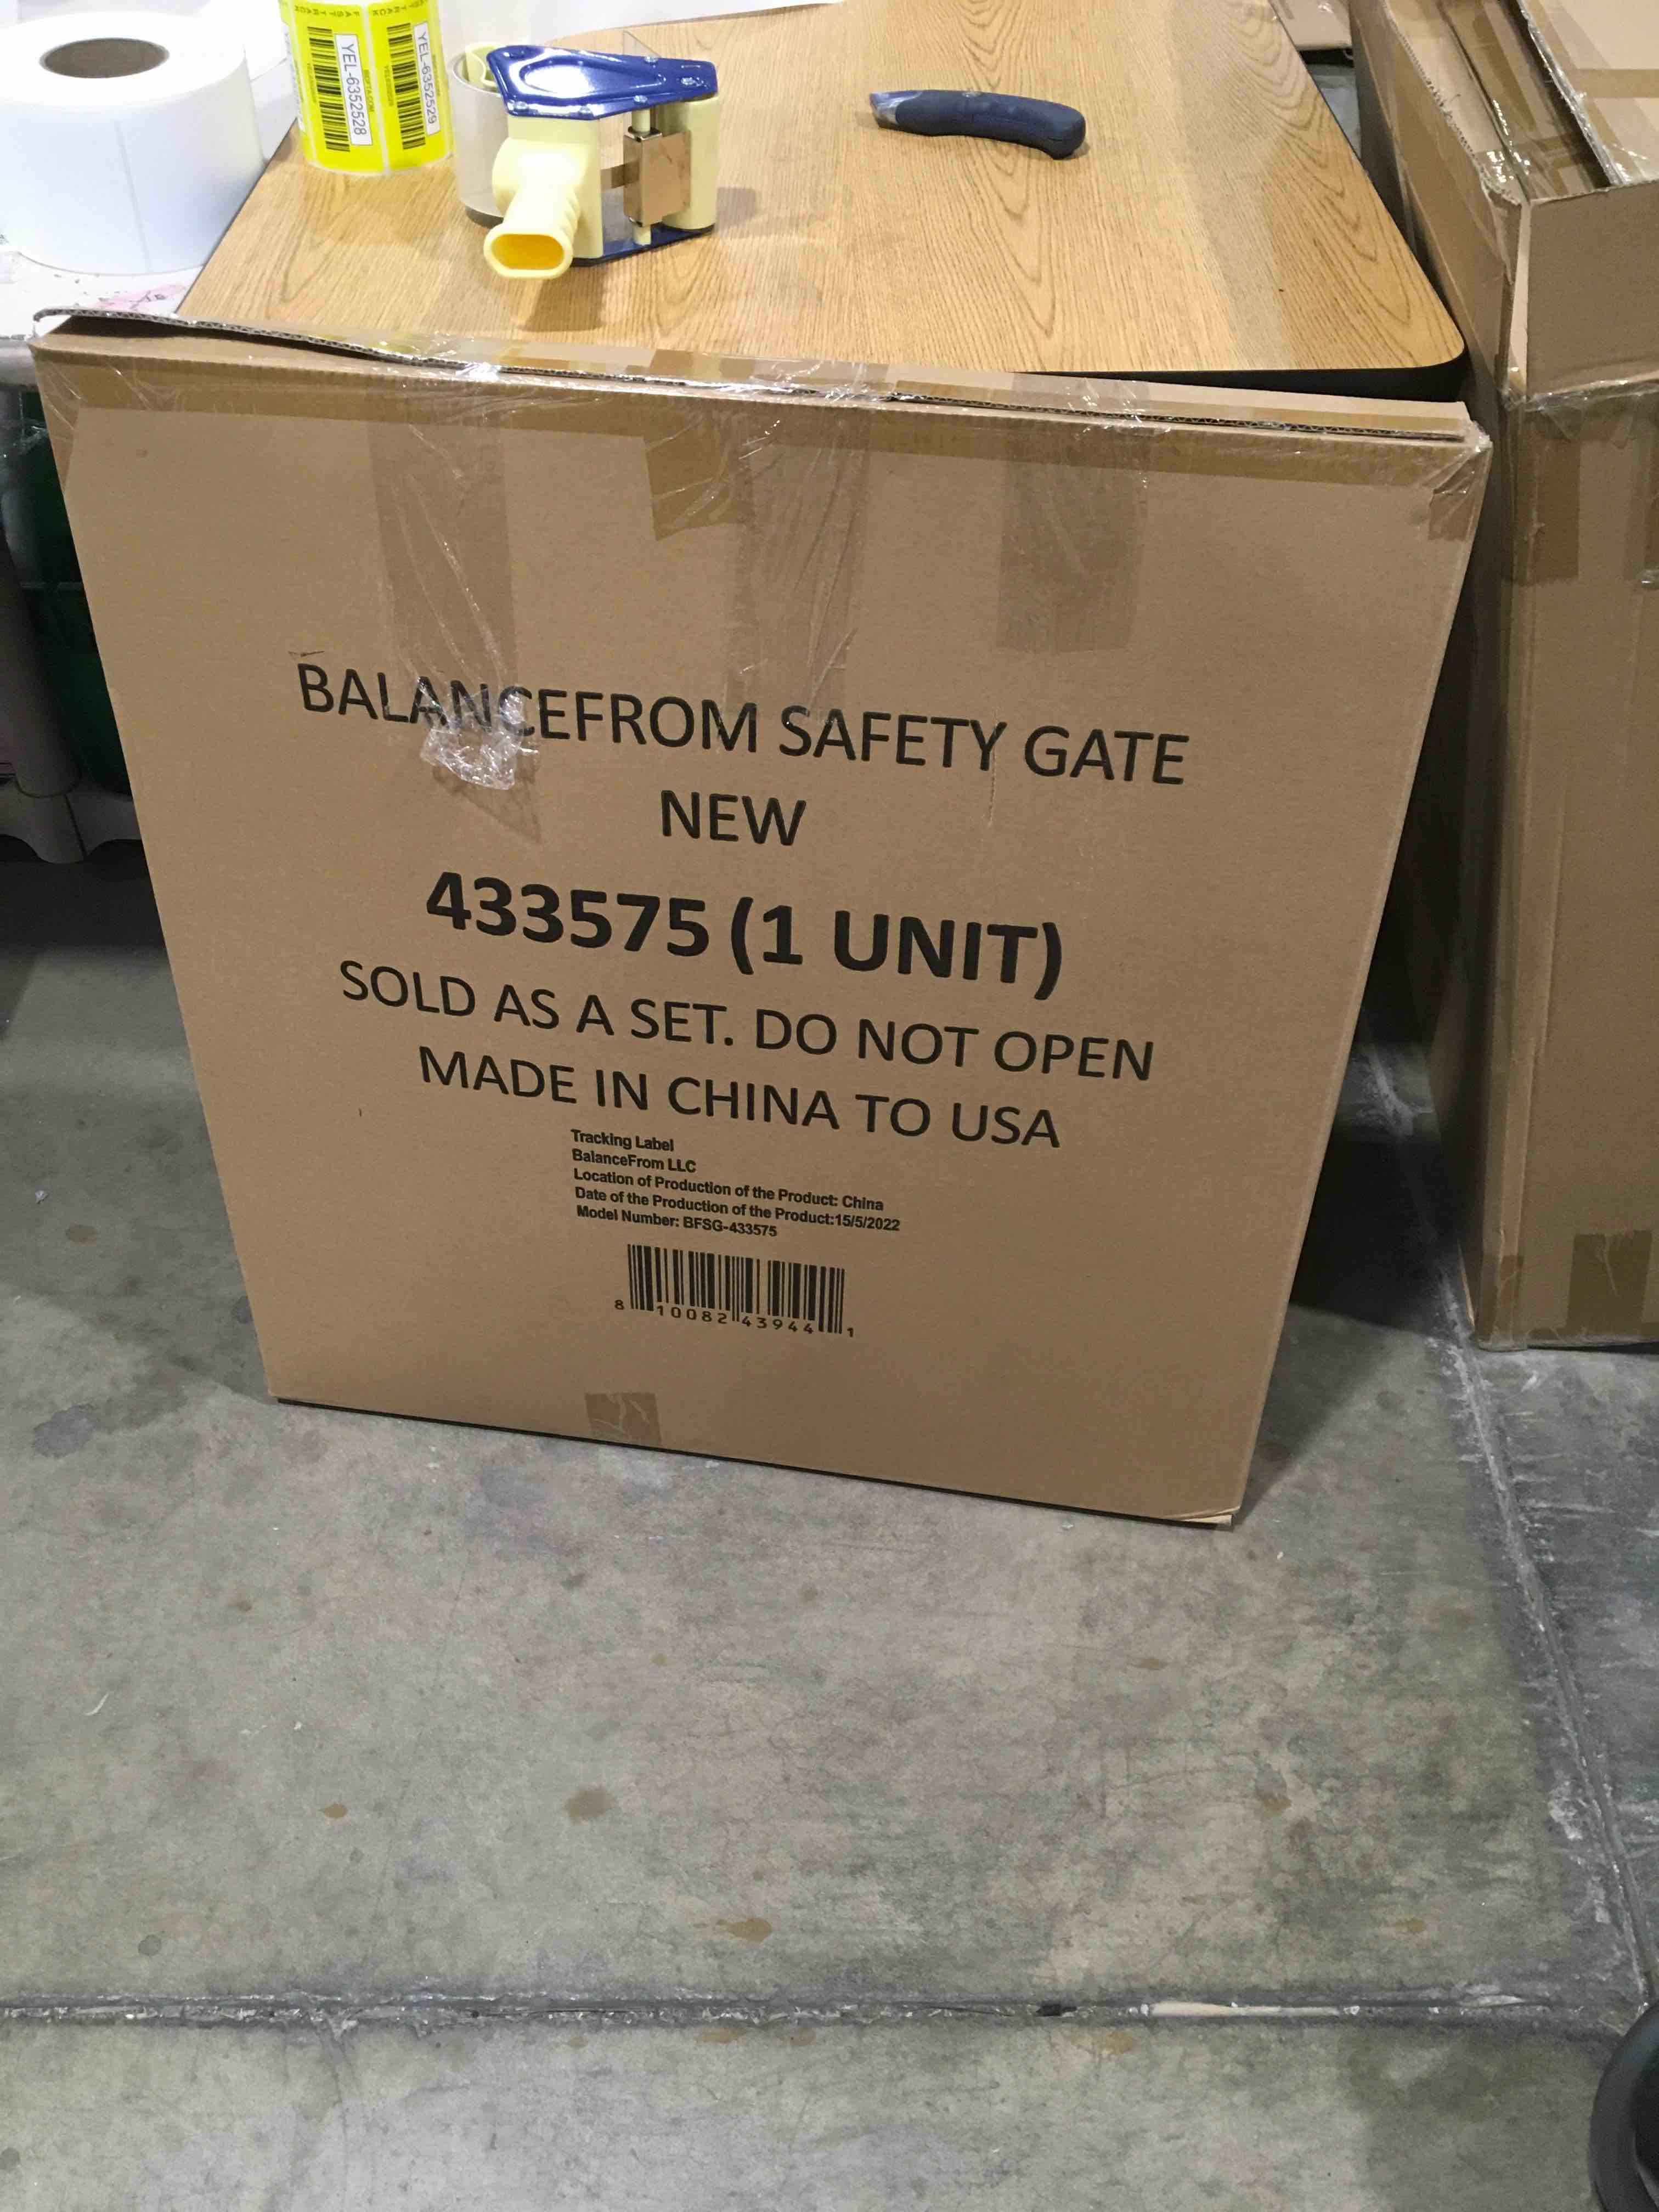 YEL-6352528
YEL-6352529
BALANCEFROM SAFETY GATE
NEW
433575 (1 UNIT)
SOLD AS A SET. DO NOT OPEN
MADE IN CHINA TO USA
Tracking Label
BalanceFrom LLC
Location of Production of the Product: China
Date of the Production of the Product:15/5/2022
Model Number: BFSG-433575
8 10082 43944 1